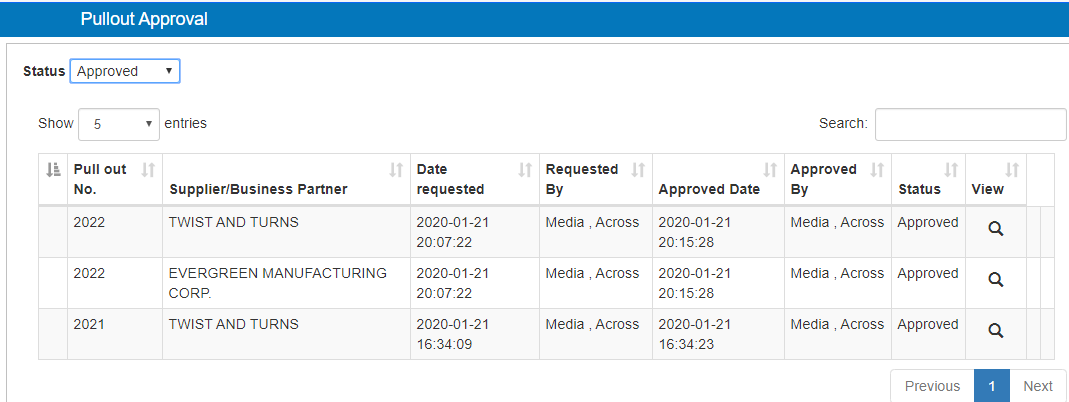 Pullout Approval
Status Approved
Show 5 entries Search:
Pull out No. Supplier/Business Partner Date requested Requested By Approved Date Approved By Status View
2022 TWIST AND TURNS 2020-01-21 20:07:22 Media , Across 2020-01-21 20:15:28 Media , Across Approved
2022 EVERGREEN MANUFACTURING CORP. 2020-01-21 20:07:22 Media , Across 2020-01-21 20:15:28 Media , Across Approved
2021 TWIST AND TURNS 2020-01-21 16:34:09 Media , Across 2020-01-21 16:34:23 Media , Across Approved
Previous 1 Next